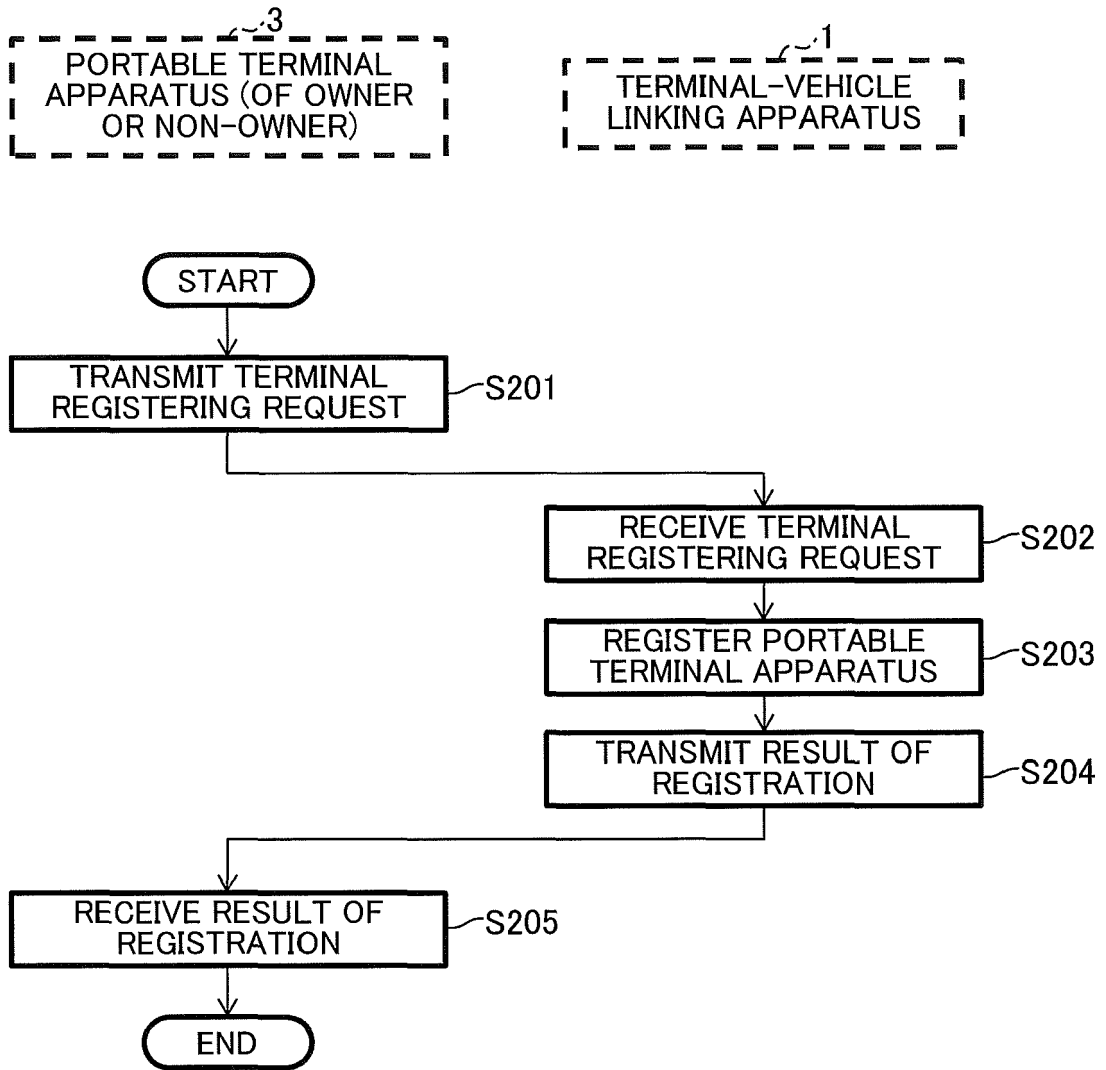 3
PORTABLE TERMINAL
APPARATUS (OF OWNER
OR NON-OWNER)
1
TERMINAL-VEHICLE
LINKING APPARATUS
START
TRANSMIT TERMINAL
REGISTERING REQUEST
S201
RECEIVE TERMINAL
REGISTERING REQUEST
S202
REGISTER PORTABLE
TERMINAL APPARATUS
S203
TRANSMIT RESULT OF
REGISTRATION
S204
RECEIVE RESULT OF
REGISTRATION
S205
END